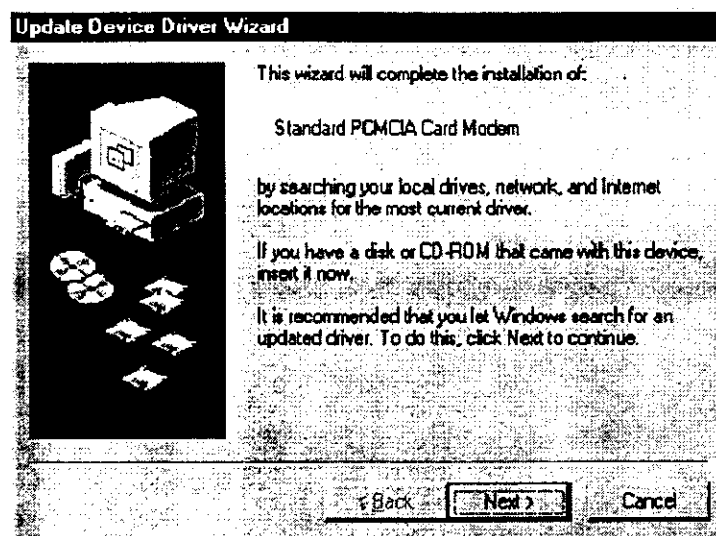 Update Device Driver Wizard
This wizard will complete the installation of:
Standard PCMCIA Card Modem
by searching your local drives, network, and Internet
locations for the most current driver.
If you have a disk or CD-ROM that came with this device,
insert it now.
It is recommended that you let Windows search for an
updated driver. To do this, click Next to continue.
< Back
Next >
Cancel